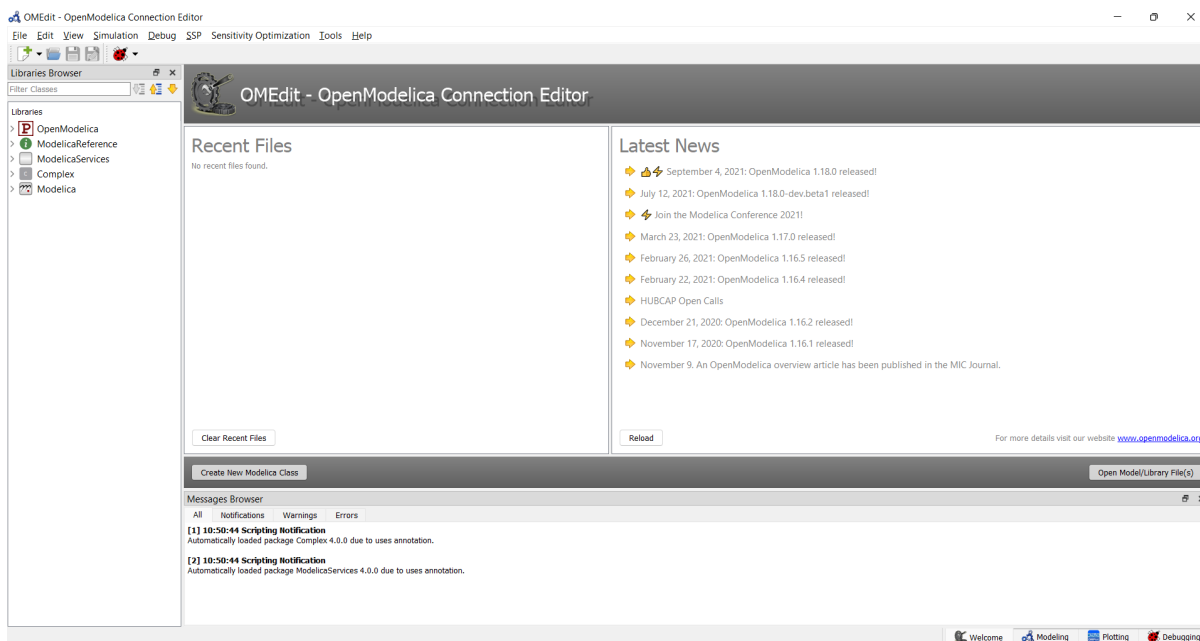 OMEdit - OpenModelica Connection Editor
File Edit View Simulation Debug SSP Sensitivity Optimization Tools Help
Libraries Browser
Filter Classes
Libraries
OpenModelica
ModelicaReference
ModelicaServices
Complex
Modelica
OMEdit - OpenModelica Connection Editor
Recent Files
No recent files found.
Clear Recent Files
Latest News
September 4, 2021: OpenModelica 1.18.0 released!
July 12, 2021: OpenModelica 1.18.0-dev.beta1 released!
Join the Modelica Conference 2021!
March 23, 2021: OpenModelica 1.17.0 released!
February 26, 2021: OpenModelica 1.16.5 released!
February 22, 2021: OpenModelica 1.16.4 released!
HUBCAP Open Calls
December 21, 2020: OpenModelica 1.16.2 released!
November 17, 2020: OpenModelica 1.16.1 released!
November 9. An OpenModelica overview article has been published in the MIC Journal.
Reload
For more details visit our website www.openmodelica.org
Create New Modelica Class
Open Model/Library File(s)
Messages Browser
All Notifications Warnings Errors
[1] 10:50:44 Scripting Notification
Automatically loaded package Complex 4.0.0 due to uses annotation.
[2] 10:50:44 Scripting Notification
Automatically loaded package ModelicaServices 4.0.0 due to uses annotation.
Welcome Modeling Plotting Debugging